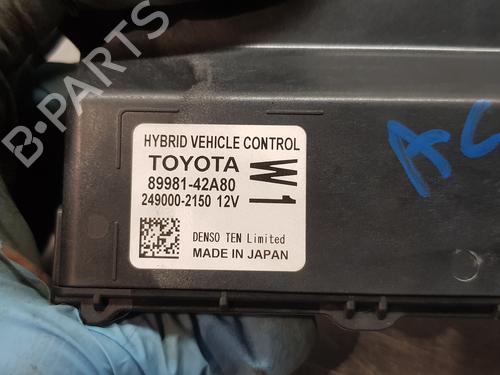 HYBRID VEHICLE CONTROL
TOYOTA
89981-42A80
249000-2150 12V
W1
DENSO TEN Limited
MADE IN JAPAN
AC
B-PARTS